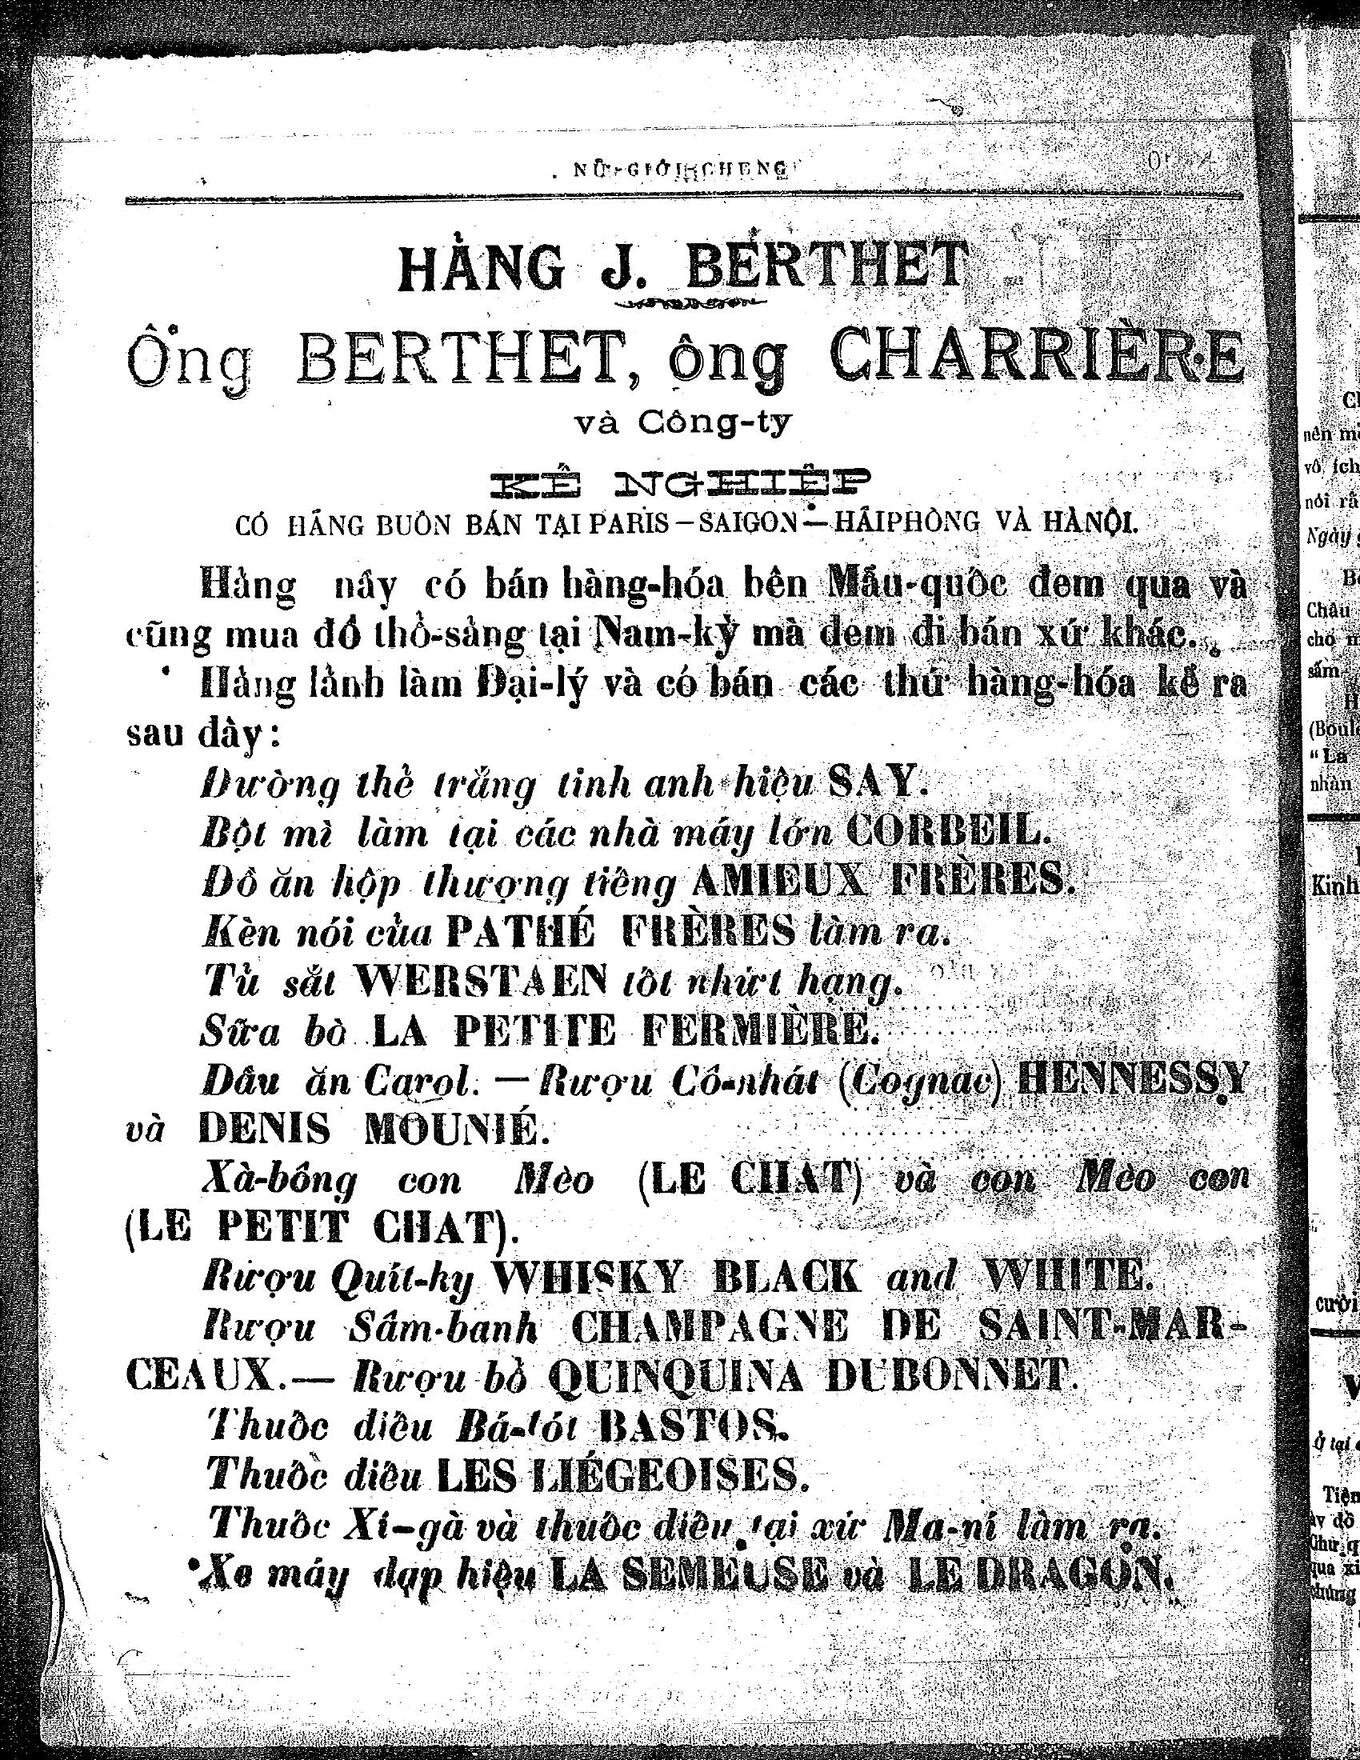 NỮ-GIỚI-CHUNG
HẢNG J. BERTHET
Ông BERTHET, ông CHARRIÈRE
và Công-ty
KẾ NGHIỆP
CÓ HÃNG BUÔN BÁN TẠI PARIS — SAIGON — HẢIPHÒNG VÀ HÀNỘI.
Hảng nầy có bán hàng-hóa bên Mẫu-quốc đem qua và
cũng mua đồ thổ-sảng tại Nam-kỳ mà đem đi bán xứ khác.
Hảng lảnh làm Đại-lý và có bán các thứ hàng-hóa kể ra
sau đây:
Đường thẻ trắng tinh anh hiệu SAY.
Bột mì làm tại các nhà máy lớn CORBEIL.
Đồ ăn hộp thượng tiếng AMIEUX FRÈRES.
Kèn nói của PATHÉ FRÈRES làm ra.
Tủ sắt WERSTAEN tốt nhứt hạng.
Sữa bò LA PETITE FERMIÈRE.
Dầu ăn Carol. — Rượu Cô-nhát (Cognac) HENNESSY
và DENIS MOUNIÉ.
Xà-bông con Mèo (LE CHAT) và con Mèo con
(LE PETIT CHAT).
Rượu Quít-ky WHISKY BLACK and WHITE.
Rượu Sâm-banh CHAMPAGNE DE SAINT-MAR-
CEAUX.— Rượu bổ QUINQUINA DUBONNET.
Thuốc điếu Bá-tót BASTOS.
Thuốc điếu LES LIÉGEOISES.
Thuốc Xì-gà và thuốc điếu tại xứ Ma-ní làm ra.
Xe máy đạp hiệu LA SEMEUSE và LE DRAGON.